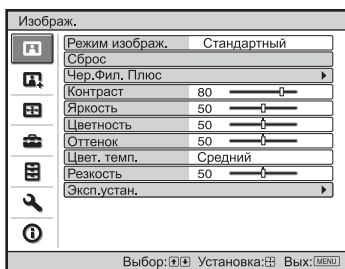 Изображ.
Режим изображ. Стандартный
Сброс
Чер.Фил. Плюс
Контраст 80
Яркость 50
Цветность 50
Оттенок 50
Цвет. темп. Средний
Резкость 50
Эксп.устан.
Выбор: Установка: Вых: MENU